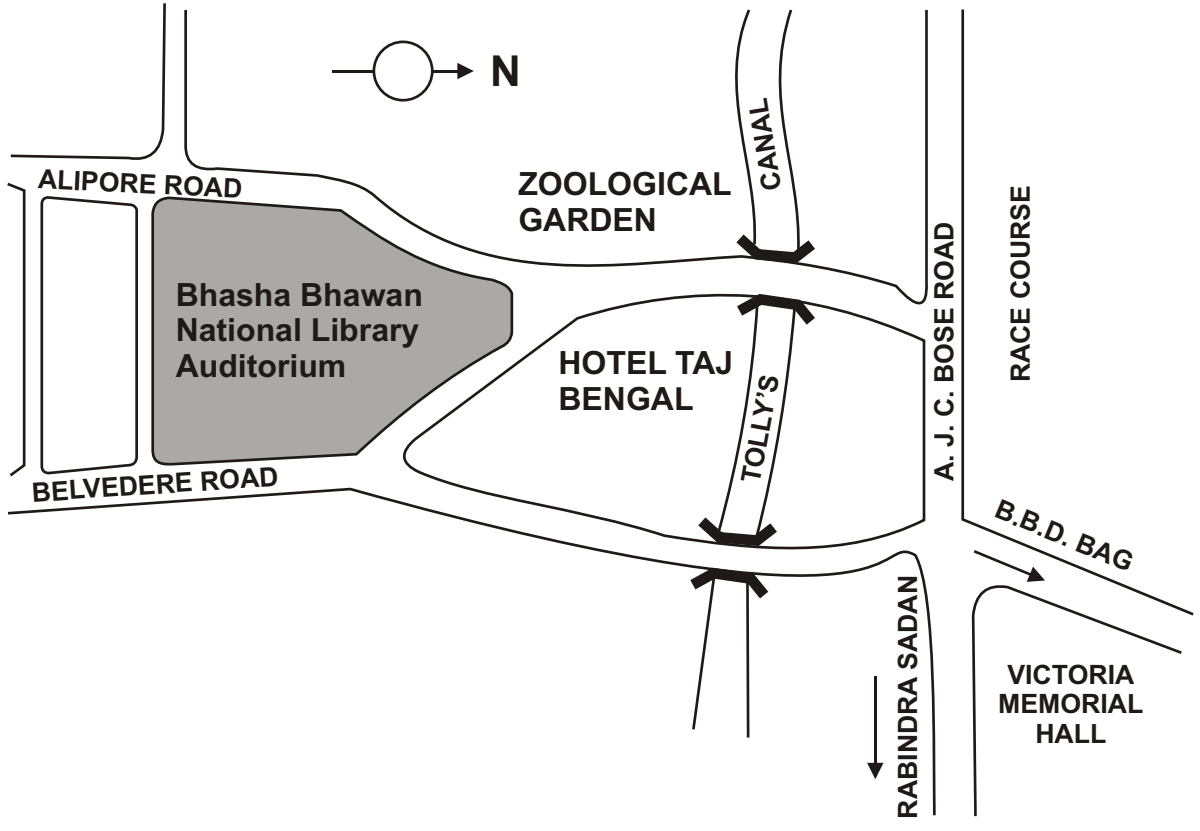 N
ALIPORE ROAD
ZOOLOGICAL
GARDEN
CANAL
Bhasha Bhawan
National Library
Auditorium
HOTEL TAJ
BENGAL
TOLLY'S
A. J. C. BOSE ROAD
RACE COURSE
BELVEDERE ROAD
B.B.D. BAG
RABINDRA SADAN
VICTORIA
MEMORIAL
HALL